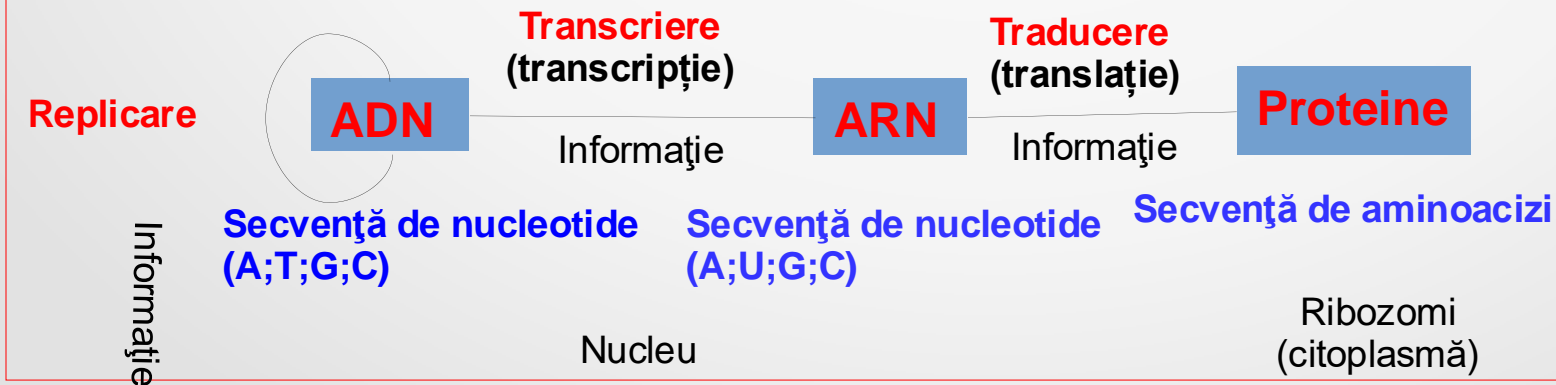 Transcriere
(transcripție)
Traducere
(translație)
Replicare
ADN
ARN
Proteine
Informaţie
Informaţie
Secvenţă de nucleotide
(A;T;G;C)
Secvenţă de nucleotide
(A;U;G;C)
Secvenţă de aminoacizi
Informaţie
Nucleu
Ribozomi
(citoplasmă)